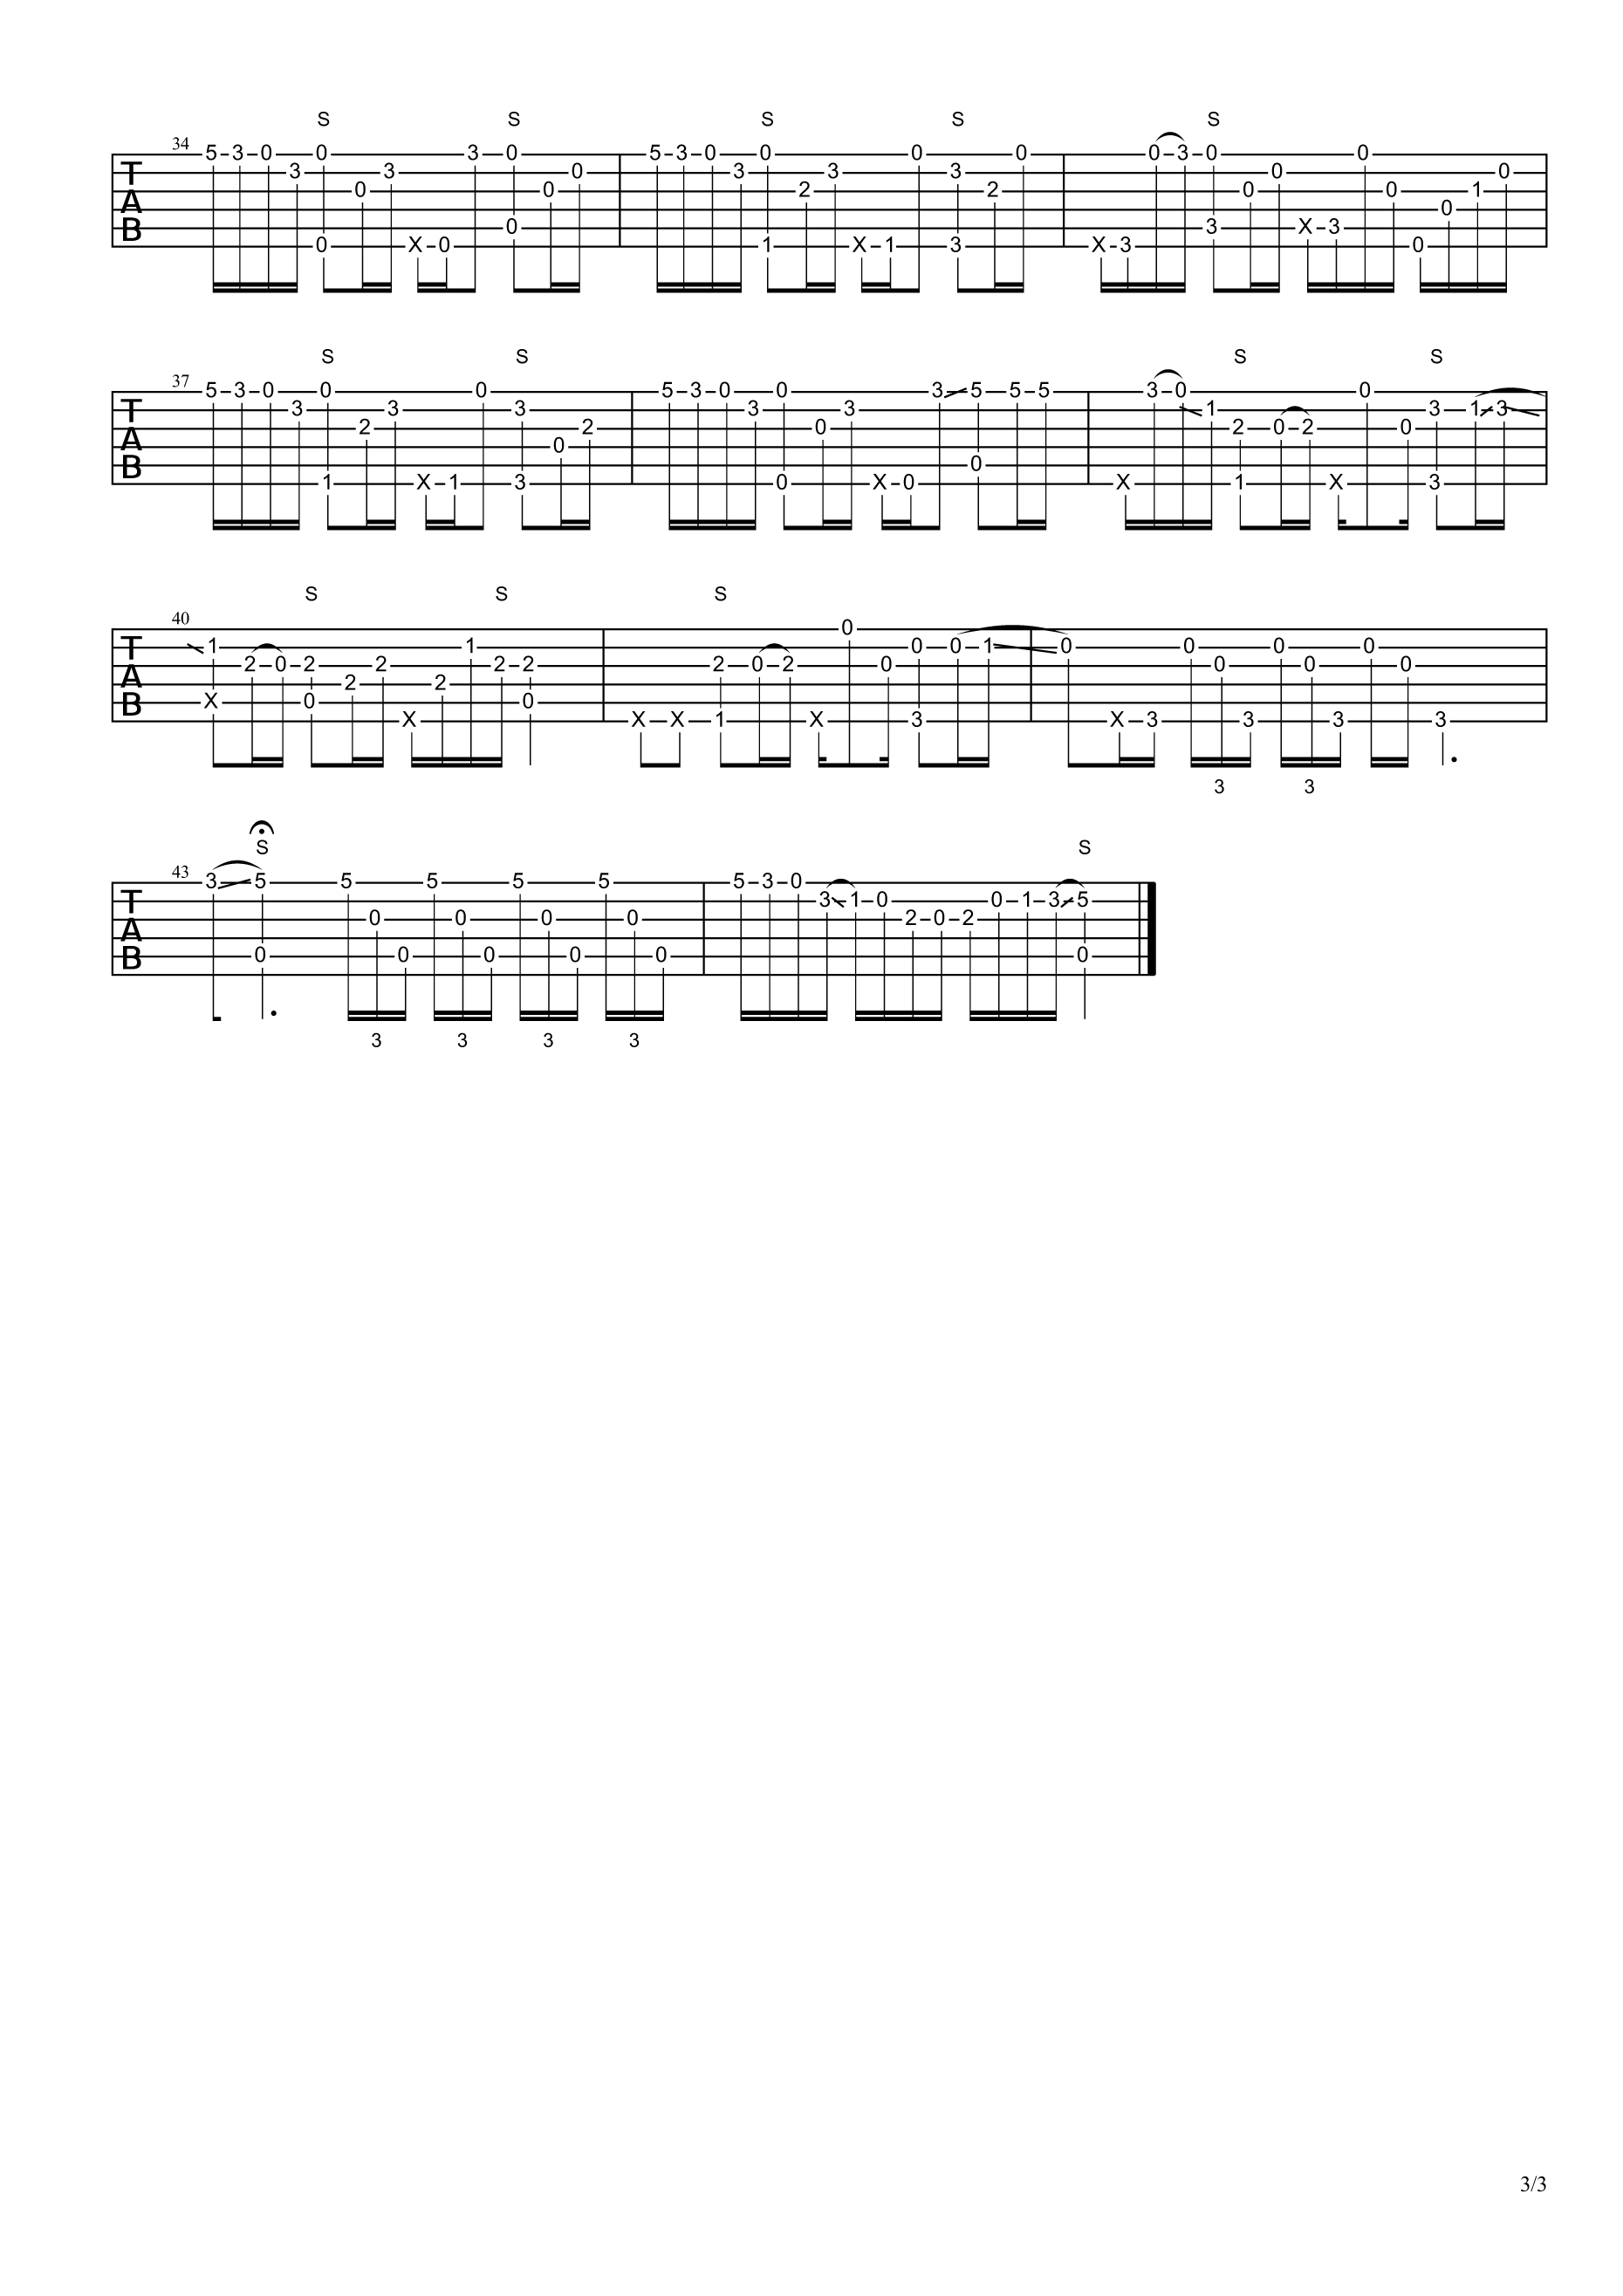 S S S S S
34
5 3 0 0 3 0 5 3 0 0 0 0 0 3 0 0
3 3 0 3 3 3 0
0 0 2 2 0 0 1
0
0 3 X 3
0 X 0 1 X 1 3 X 3 0
S S S S
37
5 3 0 0 0 5 3 0 0 3 5 5 5 3 0 0
3 3 3 3 3 1 3 1 3
2 2 0 2 0 2 0
0
0
1 X 1 3 0 X 0 X 1 X 3
S S S
40
0
1 1 0 0 1 0 0 0 0
2 0 2 2 2 2 2 0 2 0 0 0 0
2 2
X 0 0
X X X 1 X 3 X 3 3 3 3
3 3
S S
43
3 5 5 5 5 5 5 3 0
3 1 0 0 1 3 5
0 0 0 0 2 0 2
0 0 0 0 0 0
3 3 3 3
T
A
B
T
A
B
T
A
B
T
A
B
3/3